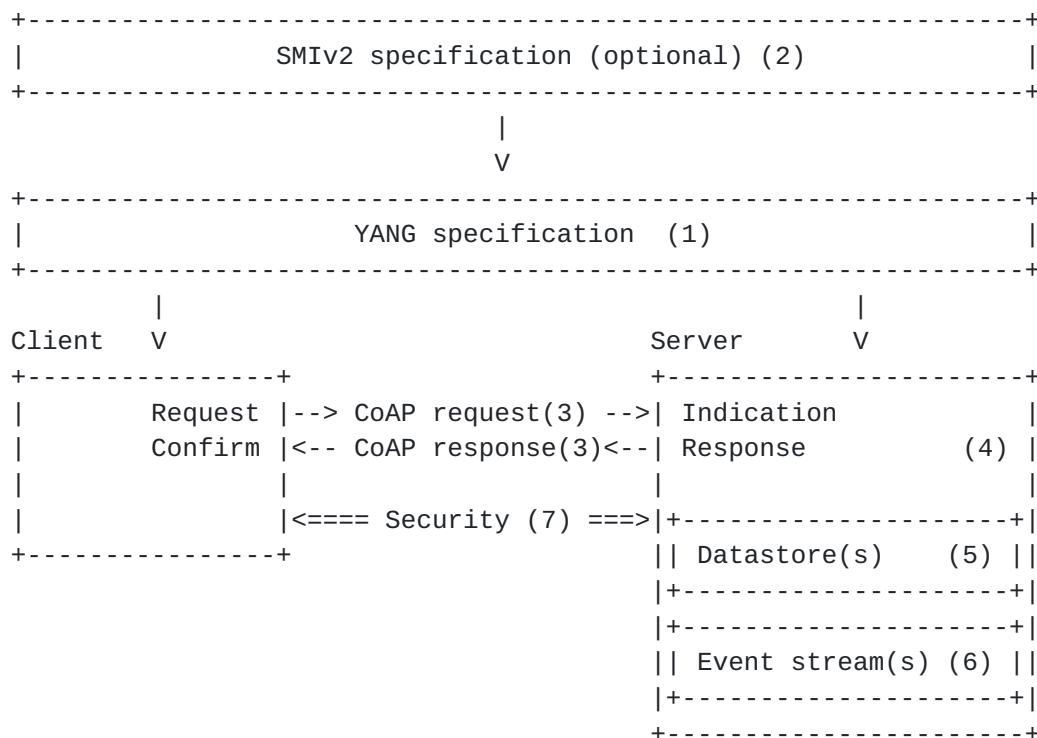 +----------------------------------------------------------------+
|                SMIv2 specification (optional) (2)              |
+----------------------------------------------------------------+
                               |
                               V
+----------------------------------------------------------------+
|                     YANG specification  (1)                    |
+----------------------------------------------------------------+
         |                                            |
Client   V                               Server       V
+----------------+                       +-----------------------+
|        Request |--> CoAP request(3) -->| Indication            |
|        Confirm |<-- CoAP response(3)<--| Response          (4) |
|                |                       |                       |
|                |<==== Security (7) ===>|+---------------------+|
+----------------+                       || Datastore(s)    (5) ||
                                         |+---------------------+|
                                         |+---------------------+|
                                         || Event stream(s) (6) ||
                                         |+---------------------+|
                                         +-----------------------+